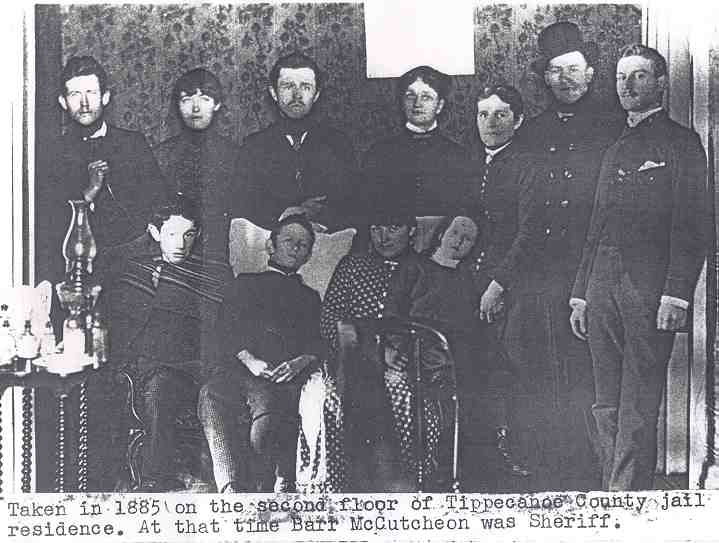 Taken in 1885 on the second floor of Tippecanoe County jail
residence. At that time Barr McCutcheon was Sheriff.